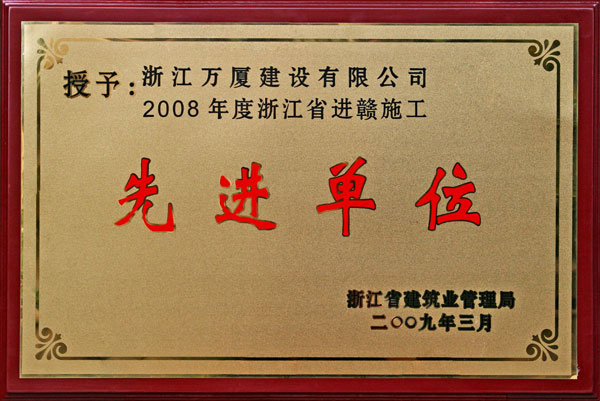 授予：浙江万厦建设有限公司
2008年度浙江省进赣施工
先进单位
浙江省建筑业管理局
二〇〇九年三月